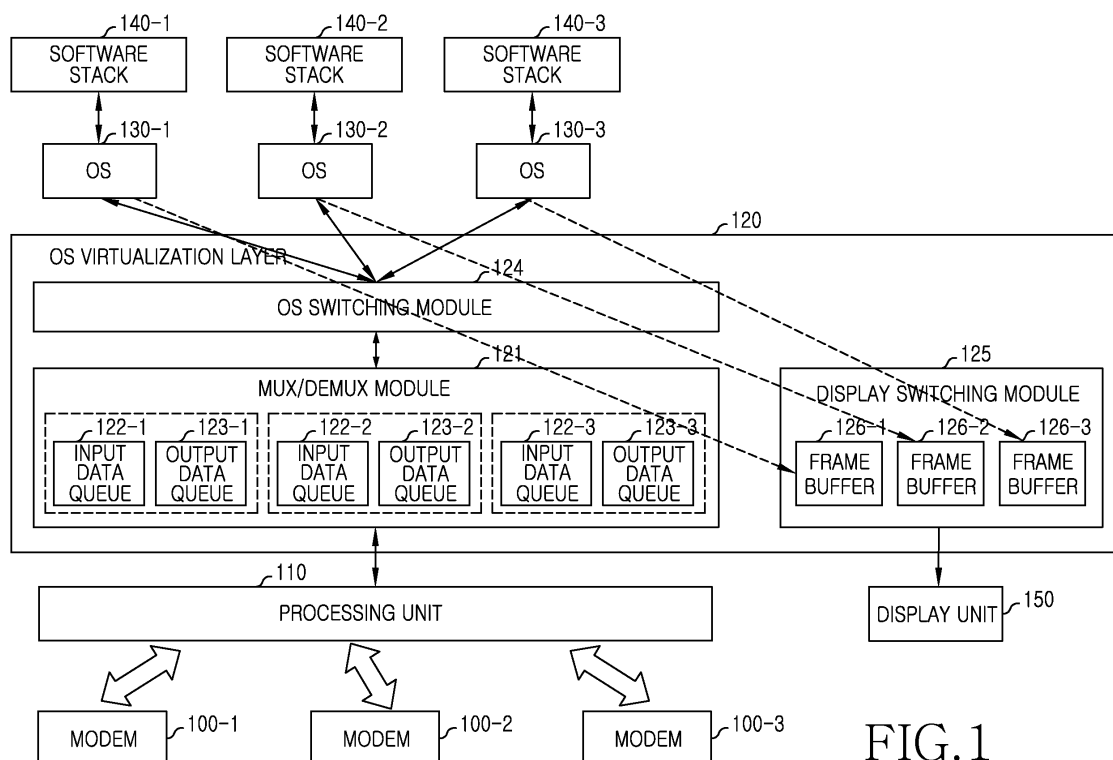 140-1 140-2 140-3
SOFTWARE STACK SOFTWARE STACK SOFTWARE STACK
130-1 130-2 130-3
OS OS OS
120
OS VIRTUALIZATION LAYER
124
OS SWITCHING MODULE
121 125
MUX/DEMUX MODULE DISPLAY SWITCHING MODULE
122-1 123-1 122-2 123-2 122-3 123-3 126-1 126-2 126-3
INPUT DATA QUEUE OUTPUT DATA QUEUE INPUT DATA QUEUE OUTPUT DATA QUEUE INPUT DATA QUEUE OUTPUT DATA QUEUE FRAME BUFFER FRAME BUFFER FRAME BUFFER
110
PROCESSING UNIT DISPLAY UNIT 150
MODEM 100-1 MODEM 100-2 MODEM 100-3
FIG.1